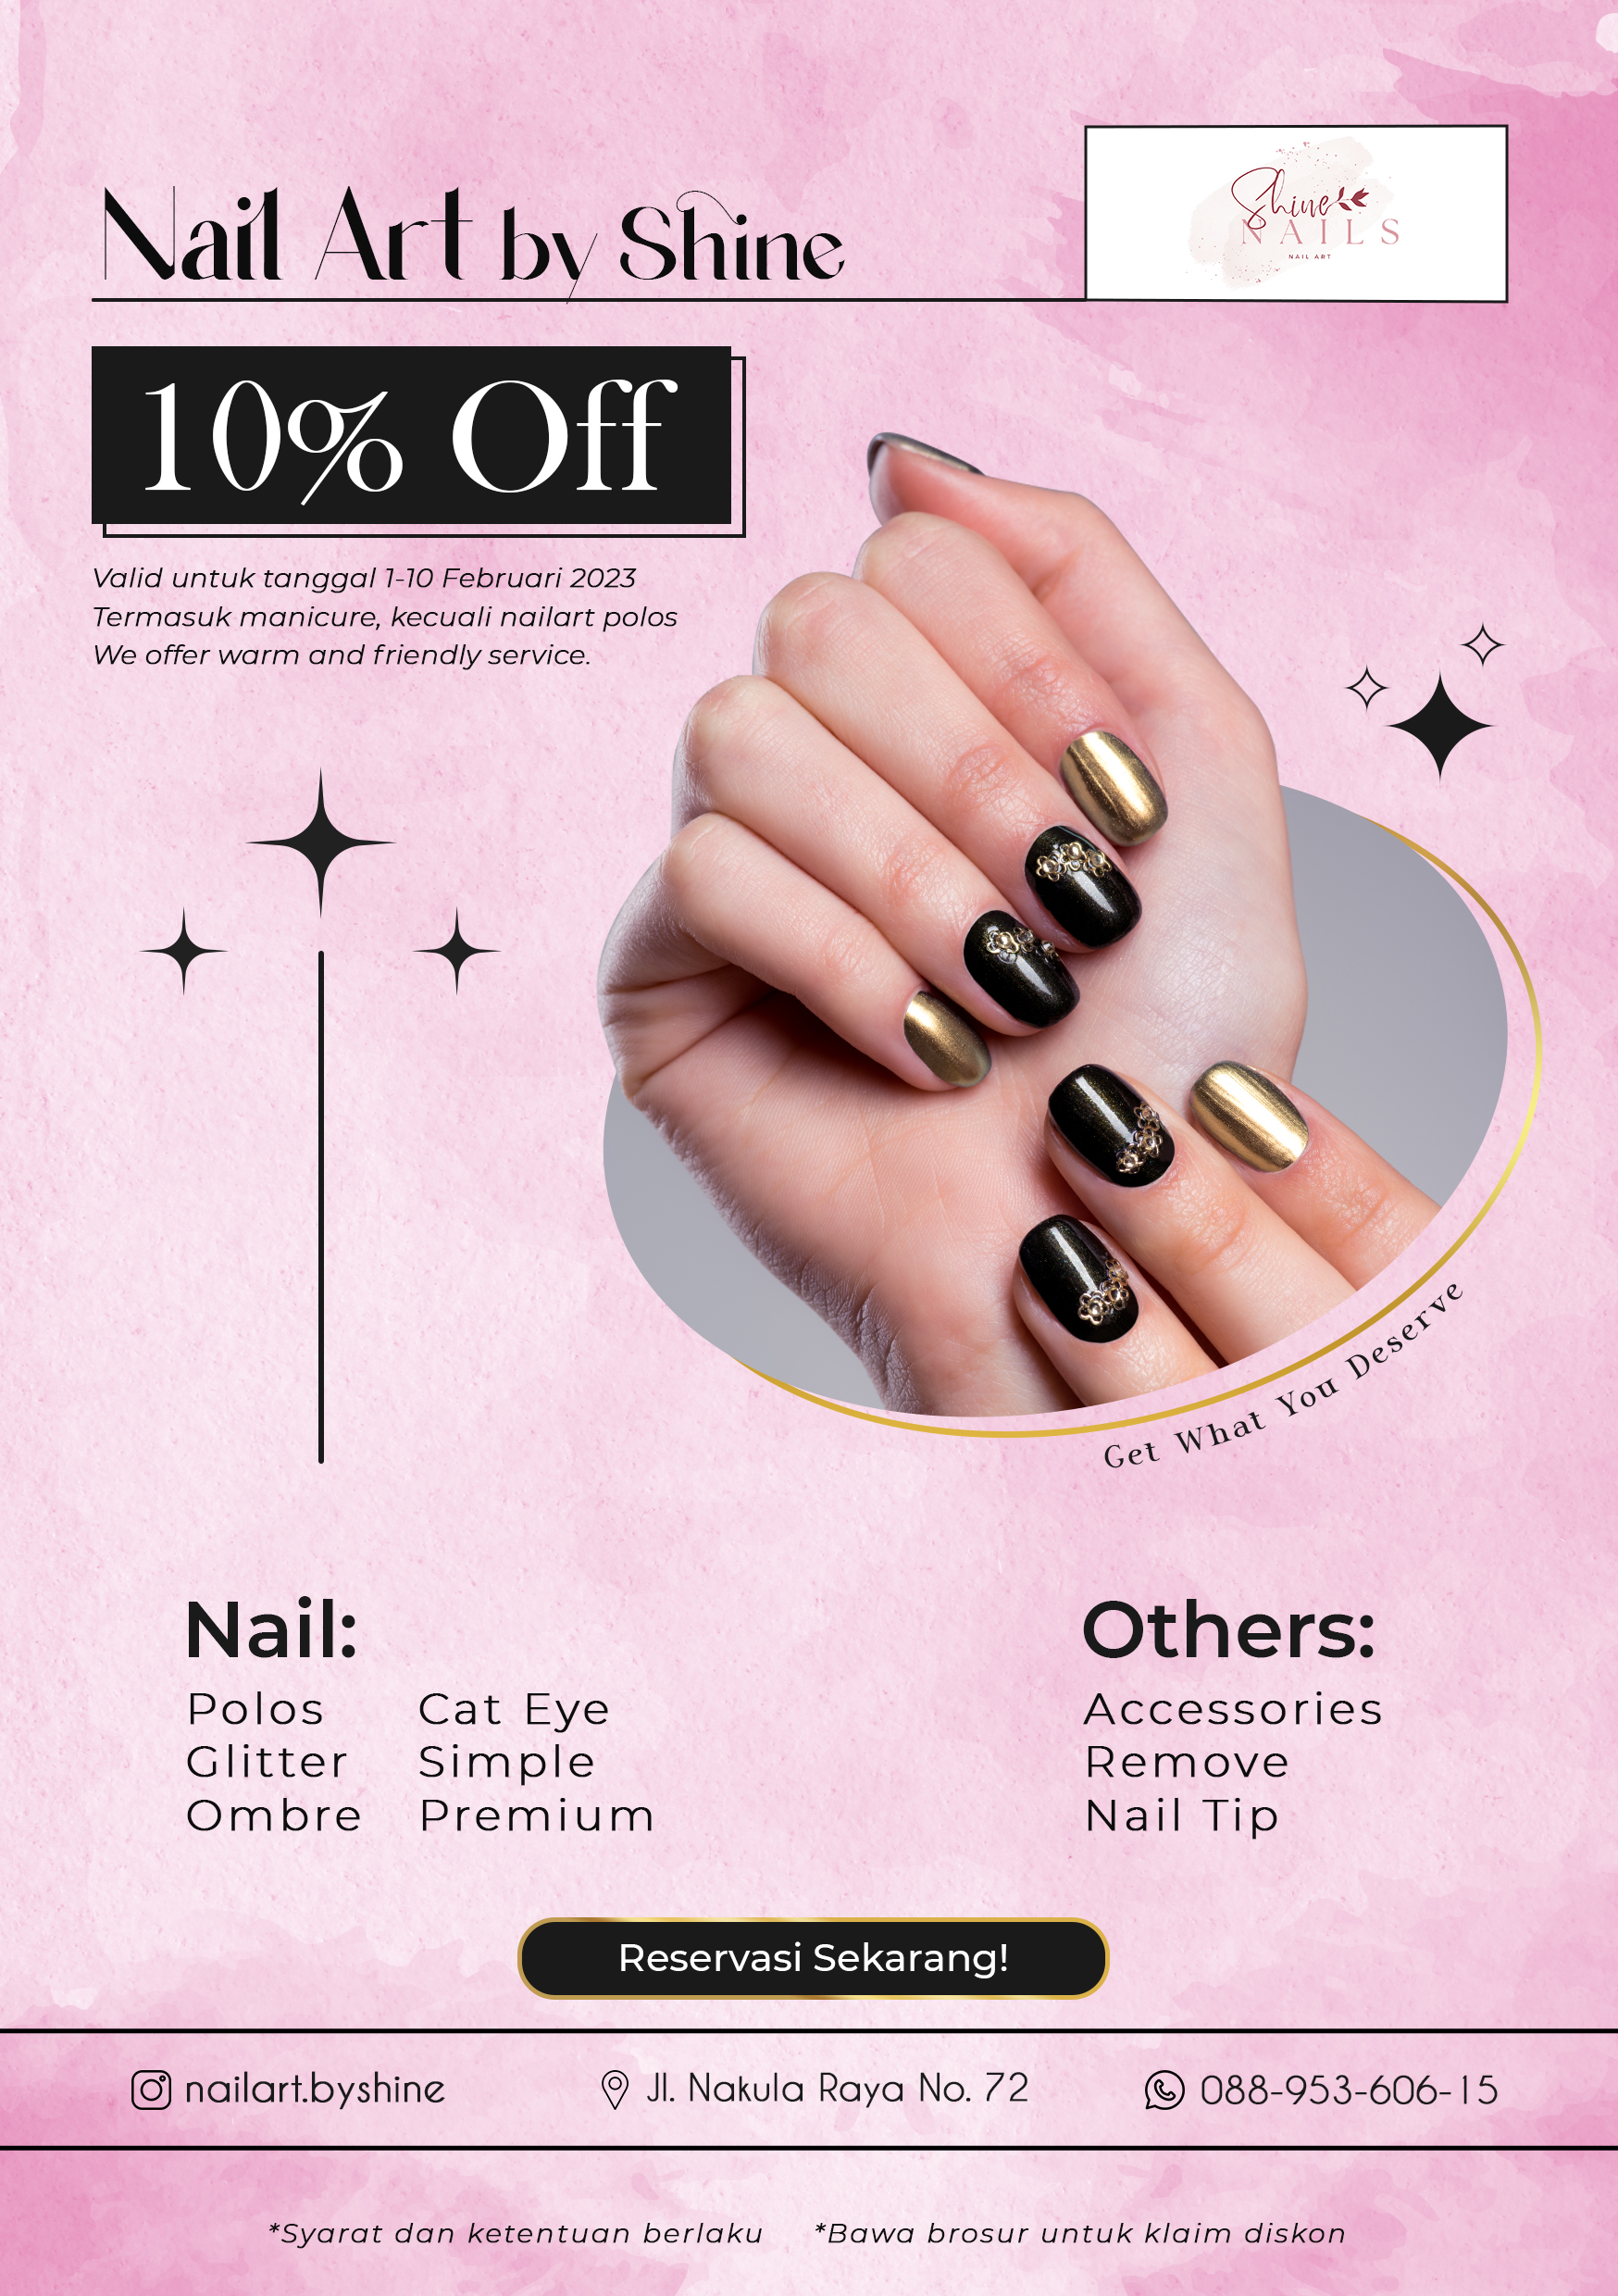 Nail Art by Shine
Shine
NAILS
NAIL ART
10% Off
Valid untuk tanggal 1-10 Februari 2023
Termasuk manicure, kecuali nailart polos
We offer warm and friendly service.
Get What You Deserve
Nail:
Polos
Glitter
Ombre
Cat Eye
Simple
Premium
Others:
Accessories
Remove
Nail Tip
Reservasi Sekarang!
nailart.byshine
Jl. Nakula Raya No. 72
088-953-606-15
*Syarat dan ketentuan berlaku
*Bawa brosur untuk klaim diskon